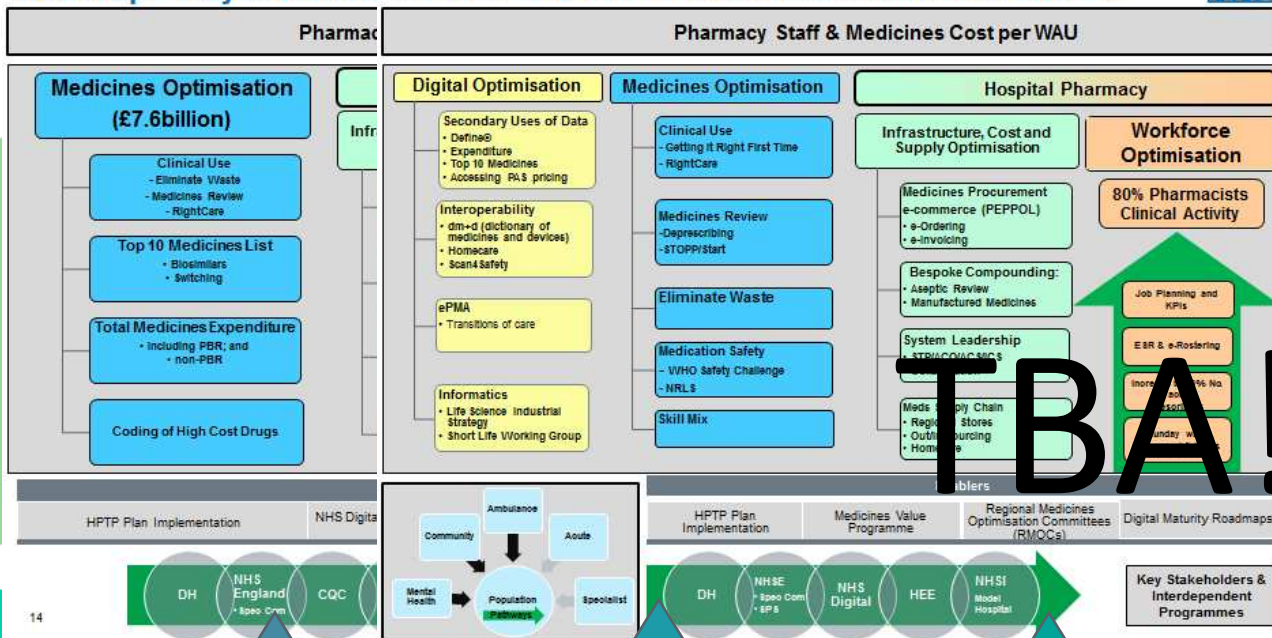 Pharmac
Medicines Optimisation
(£7.6billion)
Infr
Clinical Use
- Eliminate Waste
- Medicines Review
- RightCare
Top 10 Medicines List
• Biosimilars
• Switching
Total Medicines Expenditure
• Including PBR; and
• non-PBR
Coding of High Cost Drugs
HPTP Plan Implementation
NHS Digita
DH
NHS
England
• Spec Com
CQC
14
Pharmacy Staff & Medicines Cost per WAU
Digital Optimisation
Secondary Uses of Data
• Define®
• Expenditure
• Top 10 Medicines
• Accessing PAS pricing
Interoperability
• dm+d (dictionary of
medicines and devices)
• Homecare
• Scan4Safety
ePMA
• Transitions of care
Informatics
• Life Science Industrial
Strategy
• Short Life Working Group
Medicines Optimisation
Clinical Use
- Getting It Right First Time
- RightCare
Medicines Review
-Deprescribing
-STOPP/Start
Eliminate Waste
Medication Safety
- WHO Safety Challenge
- NRLS
Skill Mix
Hospital Pharmacy
Infrastructure, Cost and
Supply Optimisation
Medicines Procurement
e-commerce (PEPPOL)
• e-Ordering
• e-Invoicing
Bespoke Compounding:
• Aseptic Review
• Manufactured Medicines
System Leadership
• STP/ACO/ACS/ICS
Meds
• Stores
• Home
Workforce
Optimisation
80% Pharmacists
Clinical Activity
Job Planning and
KPIs
ESR & e-Rostering
TBA!
HPTP Plan
Implementation
Medicines Value
Programme
Regional Medicines
Optimisation Committees
(RMOCs)
Digital Maturity Roadmaps
Ambulance
Community
Acute
Mental
Health
Population
Pathways
Specialist
DH
NHSE
• Spec Com
• SPS
NHS
Digital
HEE
NHSI
Model
Hospital
Key Stakeholders &
Interdependent
Programmes